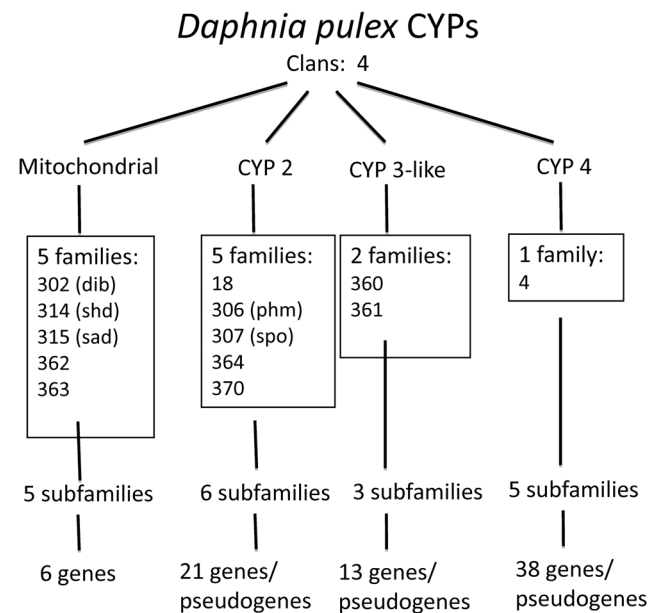 Daphnia pulex CYPs
Clans: 4
Mitochondrial
CYP 2
CYP 3-like
CYP 4
5 families:
302 (dib)
314 (shd)
315 (sad)
362
363
5 families:
18
306 (phm)
307 (spo)
364
370
2 families:
360
361
1 family:
4
5 subfamilies
6 subfamilies
3 subfamilies
5 subfamilies
6 genes
21 genes/
pseudogenes
13 genes/
pseudogenes
38 genes/
pseudogenes